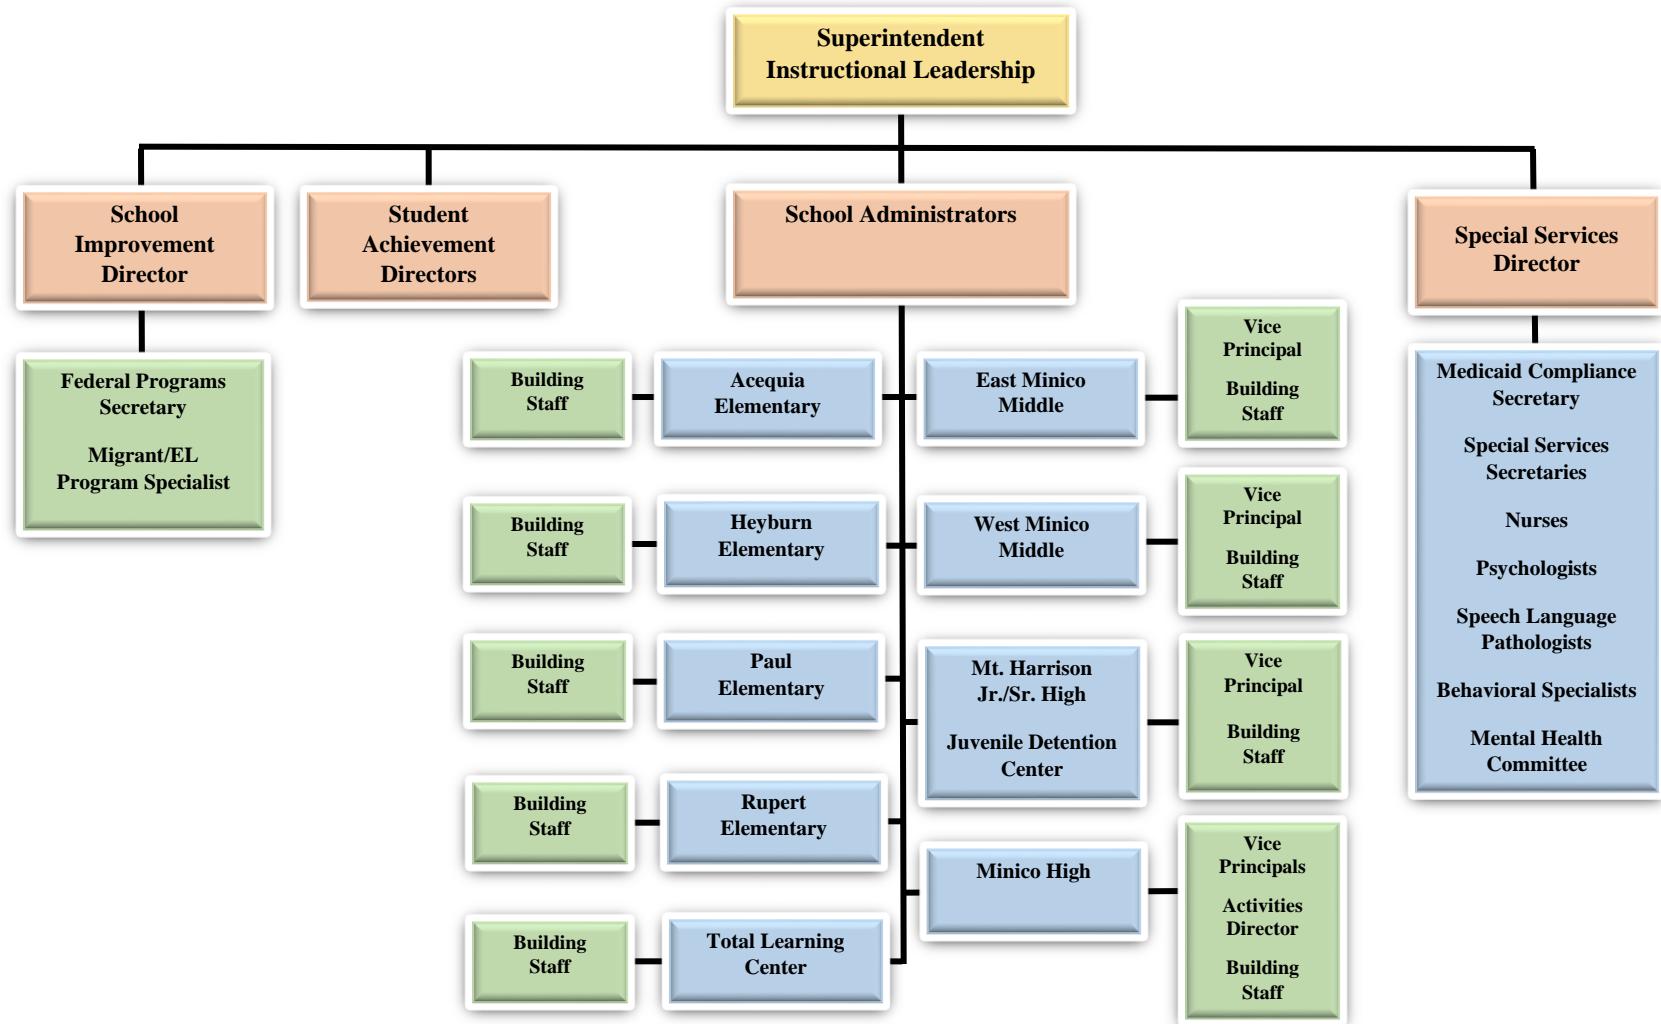 Superintendent
Instructional Leadership
School
Improvement
Director
Student
Achievement
Directors
School Administrators
Special Services
Director
Federal Programs
Secretary
Migrant/EL
Program Specialist
Building
Staff
Acequia
Elementary
East Minico
Middle
Vice
Principal
Building
Staff
Building
Staff
Heyburn
Elementary
West Minico
Middle
Vice
Principal
Building
Staff
Building
Staff
Paul
Elementary
Mt. Harrison
Jr./Sr. High
Juvenile Detention
Center
Vice
Principal
Building
Staff
Building
Staff
Rupert
Elementary
Minico High
Vice
Principals
Activities
Director
Building
Staff
Building
Staff
Total Learning
Center
Medicaid Compliance
Secretary
Special Services
Secretaries
Nurses
Psychologists
Speech Language
Pathologists
Behavioral Specialists
Mental Health
Committee